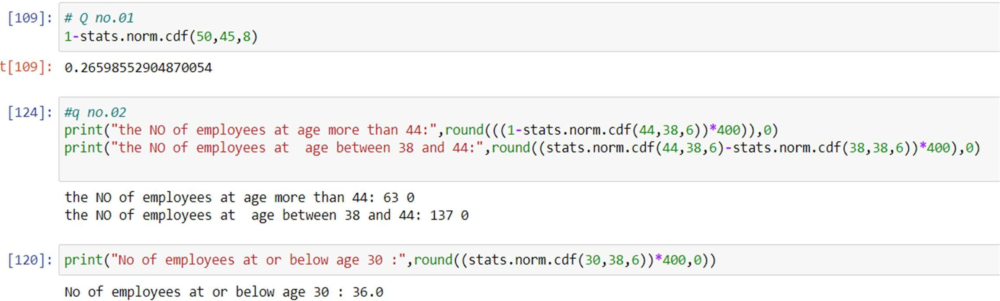 [109]: # Q no.01
1-stats.norm.cdf(50,45,8)
t[109]: 0.26598552904870054
[124]: #q no.02
print("the NO of employees at age more than 44:",round(((1-stats.norm.cdf(44,38,6))*400)),0)
print("the NO of employees at  age between 38 and 44:",round((stats.norm.cdf(44,38,6)-stats.norm.cdf(38,38,6))*400),0)
the NO of employees at age more than 44: 63 0
the NO of employees at  age between 38 and 44: 137 0
[120]: print("No of employees at or below age 30 :",round((stats.norm.cdf(30,38,6))*400,0))
No of employees at or below age 30 : 36.0